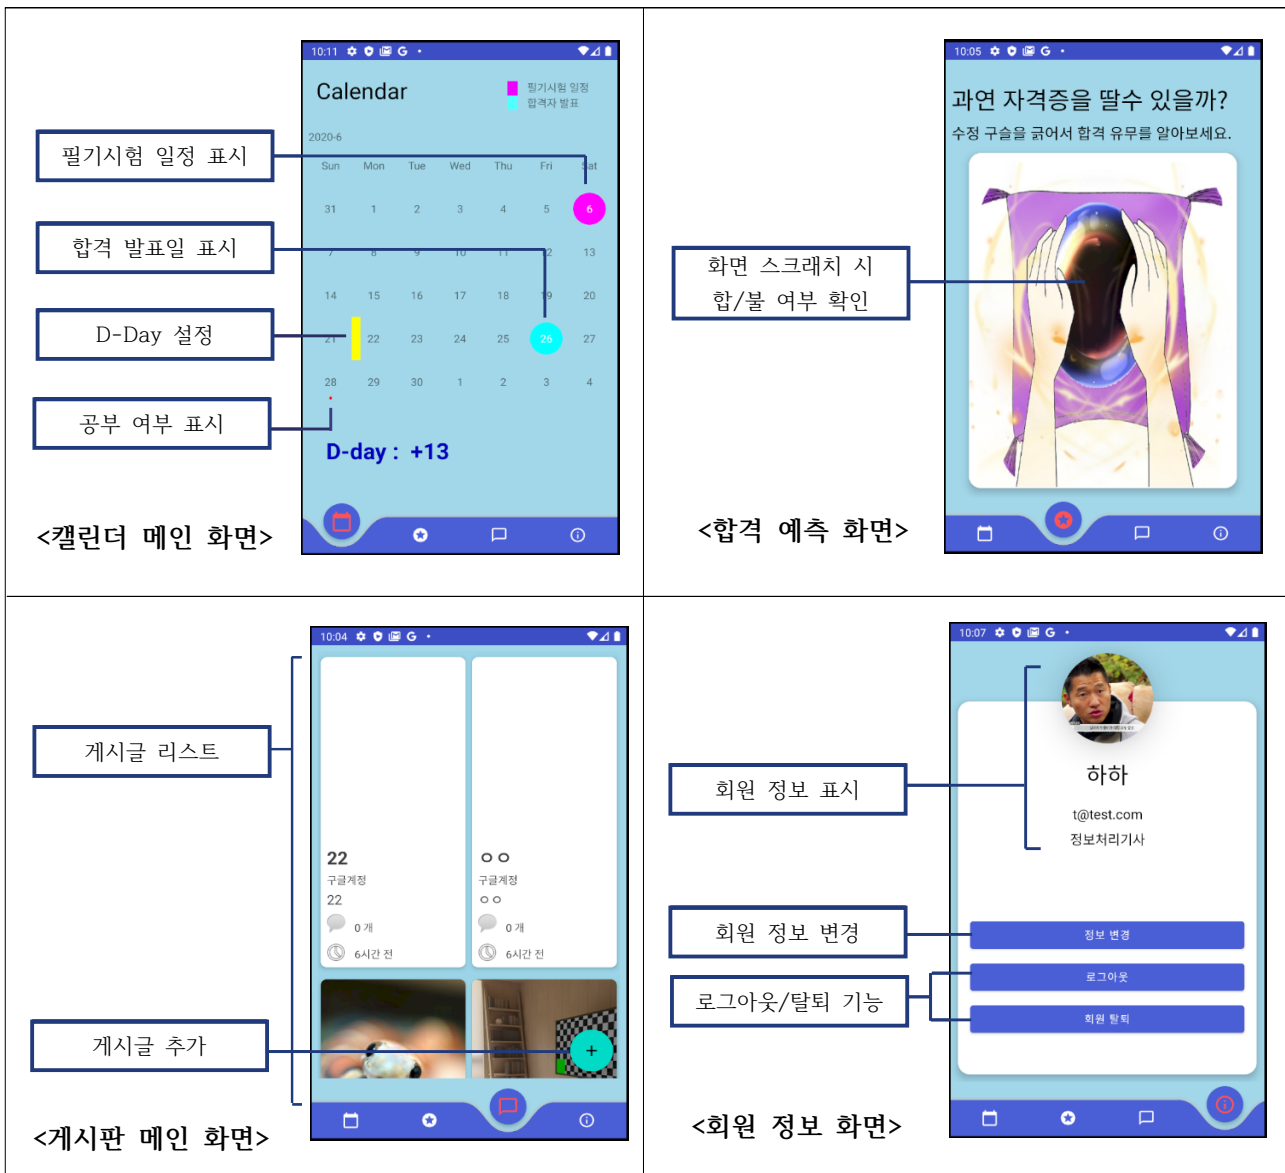 10:11 G
Calendar
필기시험 일정
합격자 발표
2020-6
Sun Mon Tue Wed Thu Fri Sat
31 1 2 3 4 5 6
7 8 9 10 11 12 13
14 15 16 17 18 19 20
21 22 23 24 25 26 27
28 29 30 1 2 3 4
D-day : +13
필기시험 일정 표시
합격 발표일 표시
D-Day 설정
공부 여부 표시
<캘린더 메인 화면>
10:05 G
과연 자격증을 딸수 있을까?
수정 구슬을 긁어서 합격 유무를 알아보세요.
화면 스크래치 시
합/불 여부 확인
<합격 예측 화면>
10:04 G
22
구글계정
22
0 개
6시간 전
ㅇㅇ
구글계정
ㅇㅇ
0 개
6시간 전
게시글 리스트
게시글 추가
<게시판 메인 화면>
10:07 G
하하
t@test.com
정보처리기사
정보 변경
로그아웃
회원 탈퇴
회원 정보 표시
회원 정보 변경
로그아웃/탈퇴 기능
<회원 정보 화면>